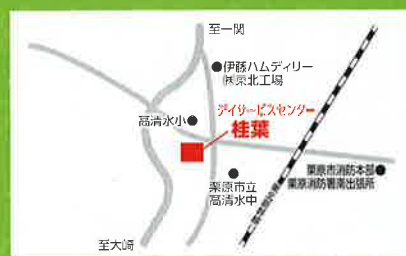 至一関
伊藤ハムデイリー
㈱東北工場
デイサービスセンター
桂葉
高清水小
栗原市立
高清水中
栗原市消防本部
栗原消防署南出張所
至大崎